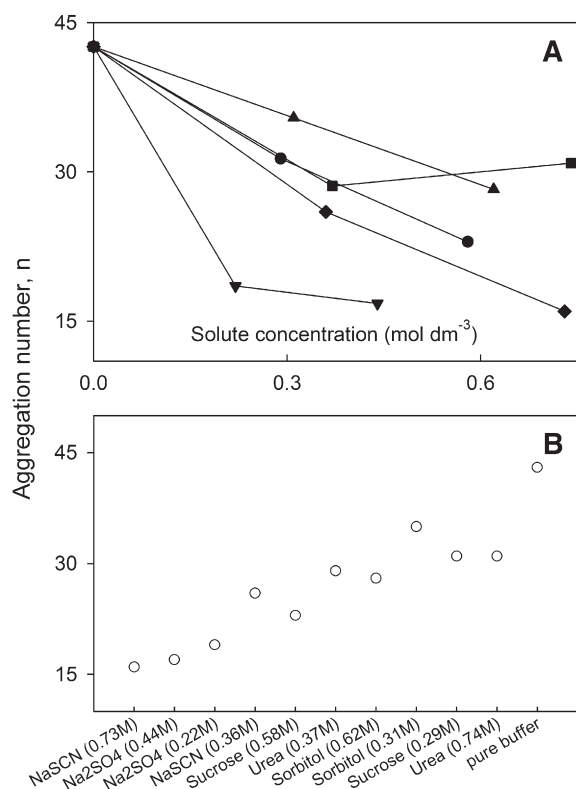 45
A
30
15
Solute concentration (mol dm-3)
0.0 0.3 0.6
Aggregation number, n
B
45
30
15
NaSCN (0.73M)
Na2SO4 (0.44M)
Na2SO4 (0.22M)
NaSCN (0.36M)
Sucrose (0.58M)
Urea (0.37M)
Sorbitol (0.62M)
Sorbitol (0.31M)
Sucrose (0.29M)
Urea (0.74M)
pure buffer